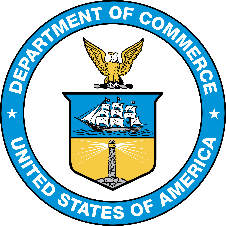 DEPARTMENT OF COMMERCE
UNITED STATES OF AMERICA